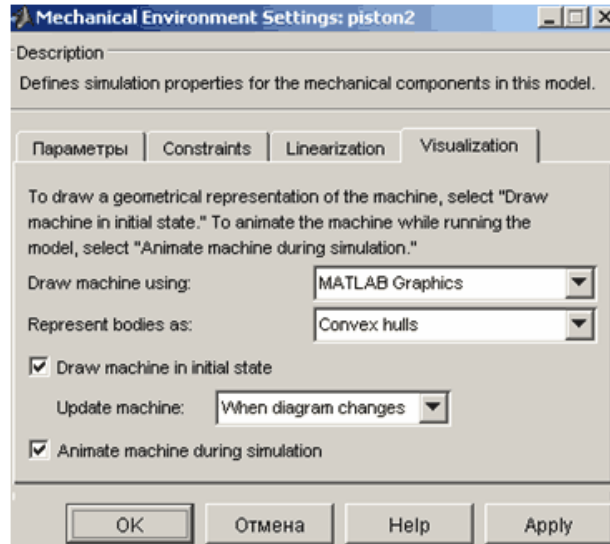 Mechanical Environment Settings: piston2
Description
Defines simulation properties for the mechanical components in this model.
Параметры Constraints Linearization Visualization
To draw a geometrical representation of the machine, select "Draw
machine in initial state." To animate the machine while running the
model, select "Animate machine during simulation."
Draw machine using: MATLAB Graphics
Represent bodies as: Convex hulls
Draw machine in initial state
Update machine: When diagram changes
Animate machine during simulation
OK Отмена Help Apply